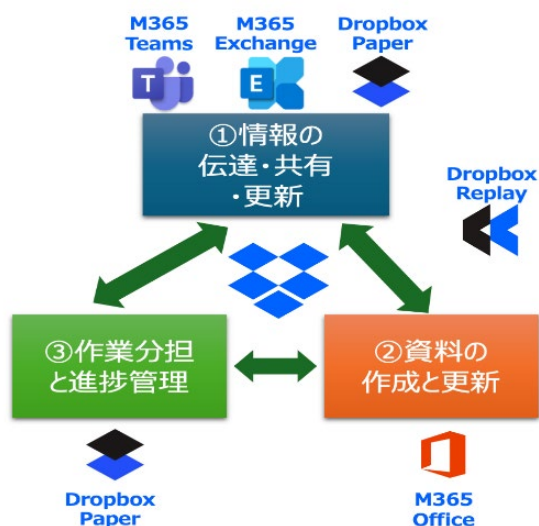 M365
Teams
M365
Exchange
Dropbox
Paper
T
E
①情報の
伝達・共有
・更新
Dropbox
Replay
③作業分担
と進捗管理
②資料の
作成と更新
Dropbox
Paper
M365
Office